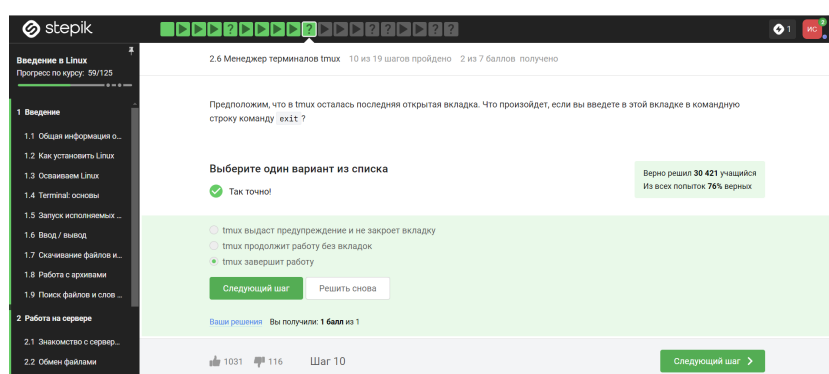 stepik
1
ИС
2
Введение в Linux
Прогресс по курсу: 59/125
2.6 Менеджер терминалов tmux 10 из 19 шагов пройдено 2 из 7 баллов получено
1 Введение
1.1 Общая информация о...
1.2 Как установить Linux
1.3 Осваиваем Linux
1.4 Terminal: основы
1.5 Запуск исполняемых ...
1.6 Ввод / вывод
1.7 Скачивание файлов и...
1.8 Работа с архивами
1.9 Поиск файлов и слов ...
2 Работа на сервере
2.1 Знакомство с сервер...
2.2 Обмен файлами
Предположим, что в tmux осталась последняя открытая вкладка. Что произойдет, если вы введете в этой вкладке в командную
строку команду exit ?
Выберите один вариант из списка
Так точно!
Верно решил 30 421 учащийся
Из всех попыток 76% верных
tmux выдаст предупреждение и не закроет вкладку
tmux продолжит работу без вкладок
tmux завершит работу
Следующий шаг Решить снова
Ваши решения Вы получили: 1 балл из 1
1031 116 Шаг 10 Следующий шаг